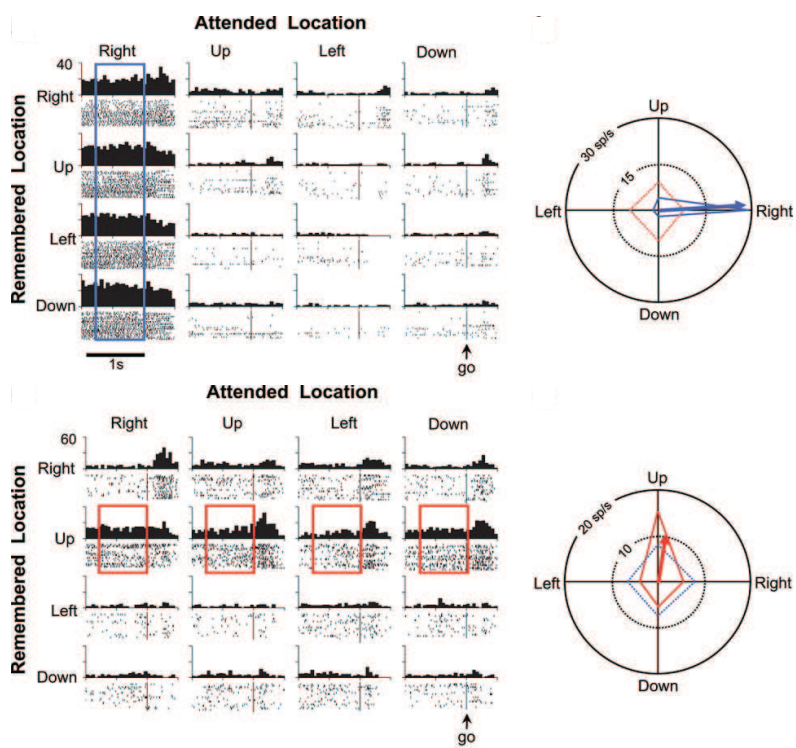 Attended Location
Right Up Left Down
40
Right
Up
Left
Down
Remembered Location
1s
go
Up
30 sp/s
15
Left
Right
Down
Attended Location
Right Up Left Down
60
Right
Up
Left
Down
Remembered Location
go
Up
20 sp/s
10
Left
Right
Down